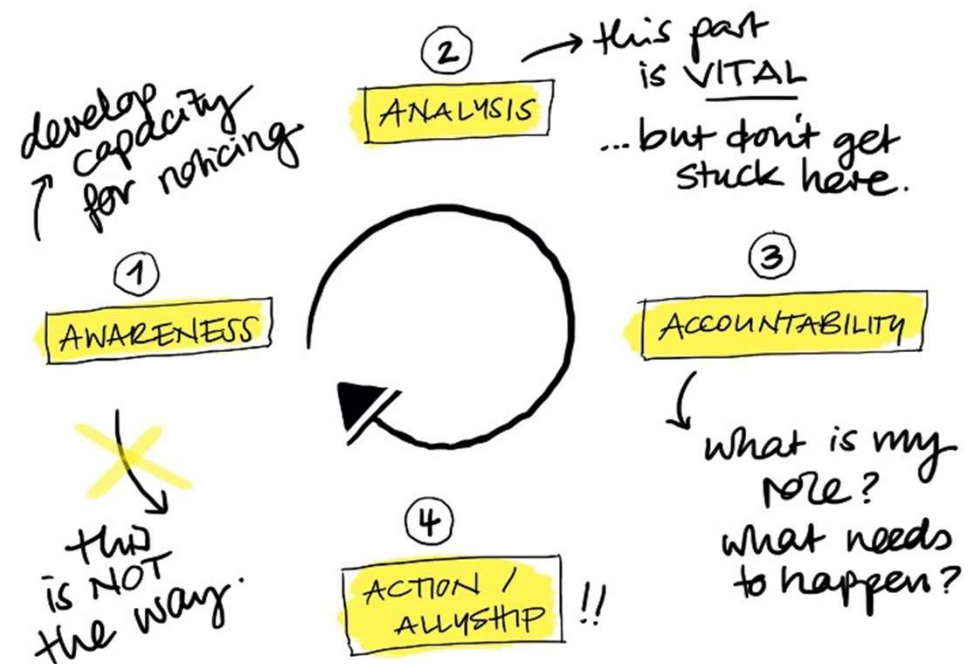 develop
capacity
for noticing
1
AWARENESS
this
is NOT
the way.
2
ANALYSIS
this part
is VITAL
...but don't get
stuck here.
3
ACCOUNTABILITY
what is my
role?
what needs
to happen?
4
ACTION /
ALLYSHIP !!